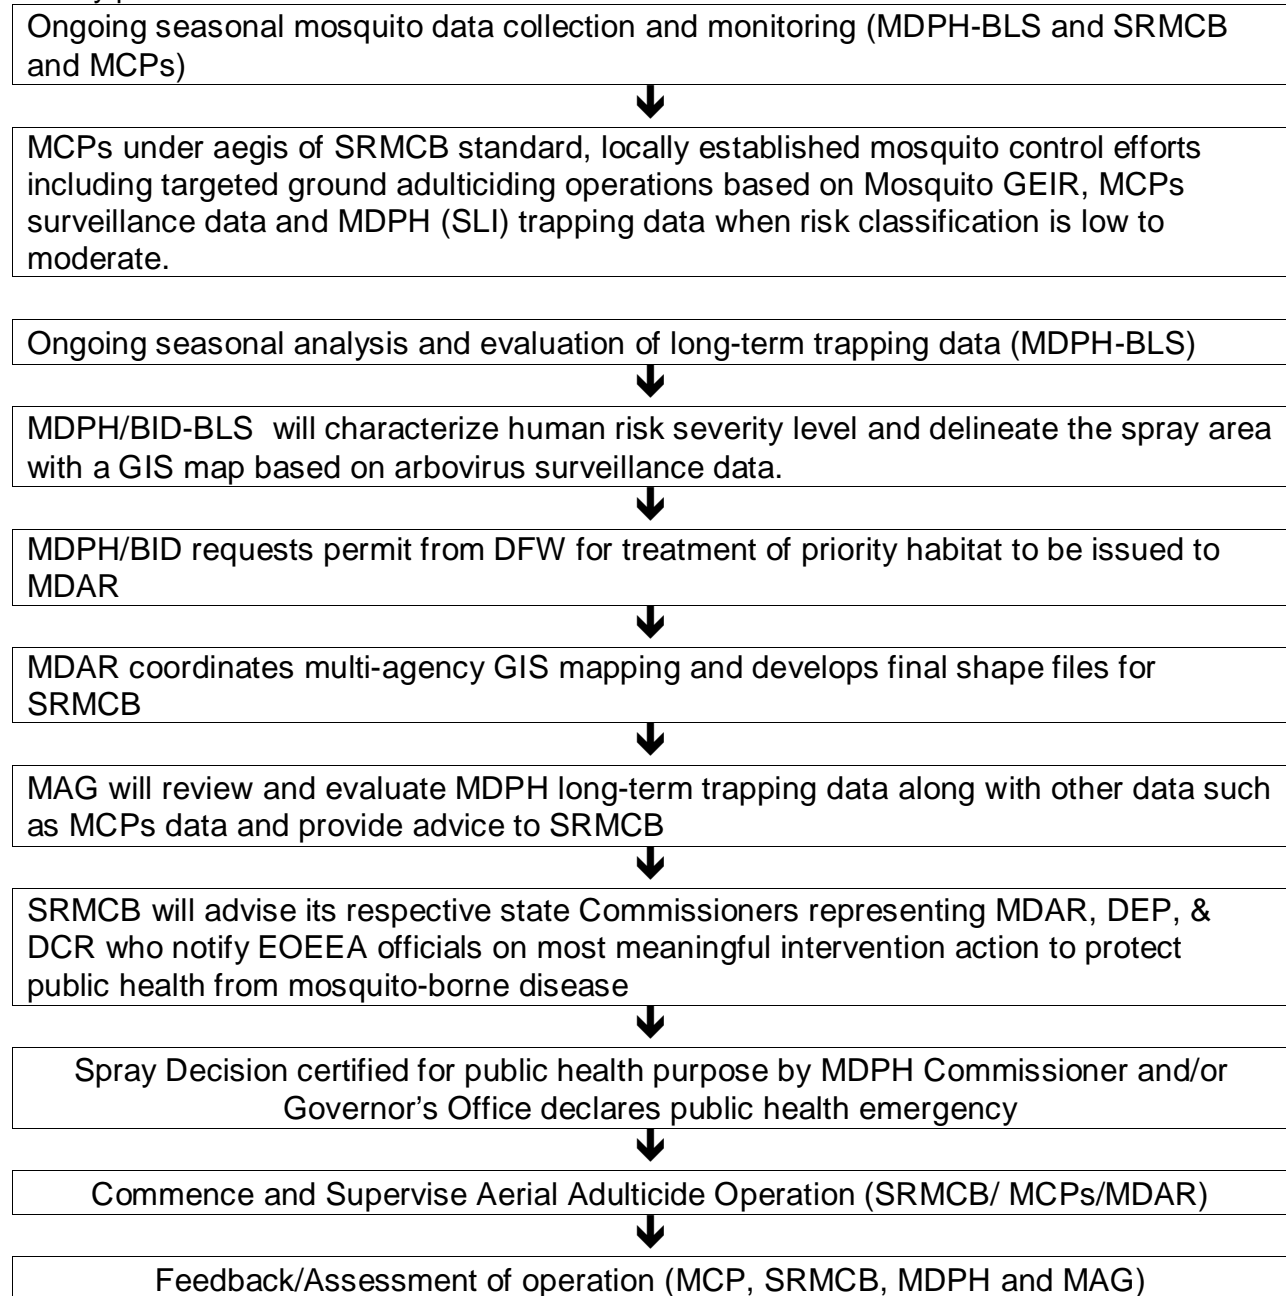 Ongoing seasonal mosquito data collection and monitoring (MDPH-BLS and SRMCB
and MCPs)
MCPs under aegis of SRMCB standard, locally established mosquito control efforts
including targeted ground adulticiding operations based on Mosquito GEIR, MCPs
surveillance data and MDPH (SLI) trapping data when risk classification is low to
moderate.
Ongoing seasonal analysis and evaluation of long-term trapping data (MDPH-BLS)
MDPH/BID-BLS will characterize human risk severity level and delineate the spray area
with a GIS map based on arbovirus surveillance data.
MDPH/BID requests permit from DFW for treatment of priority habitat to be issued to
MDAR
MDAR coordinates multi-agency GIS mapping and develops final shape files for
SRMCB
MAG will review and evaluate MDPH long-term trapping data along with other data such
as MCPs data and provide advice to SRMCB
SRMCB will advise its respective state Commissioners representing MDAR, DEP, &
DCR who notify EOEEA officials on most meaningful intervention action to protect
public health from mosquito-borne disease
Spray Decision certified for public health purpose by MDPH Commissioner and/or
Governor’s Office declares public health emergency
Commence and Supervise Aerial Adulticide Operation (SRMCB/ MCPs/MDAR)
Feedback/Assessment of operation (MCP, SRMCB, MDPH and MAG)